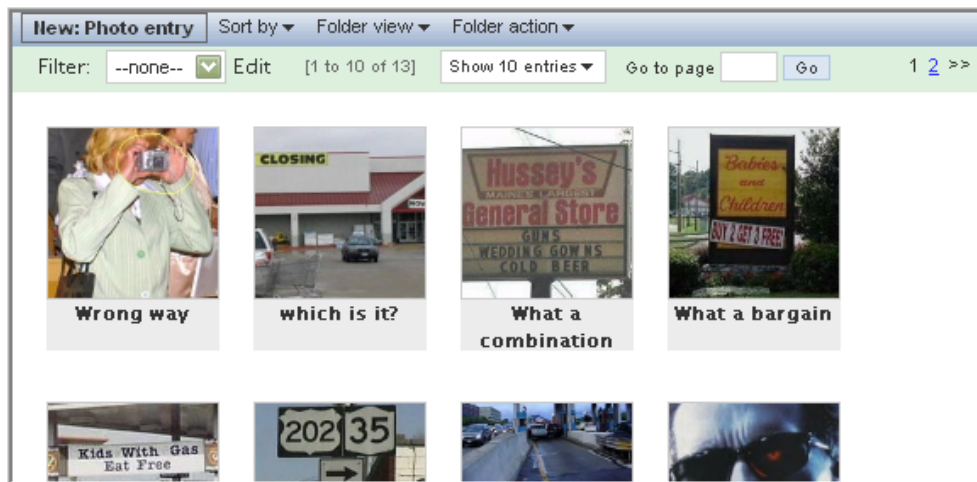 New: Photo entry Sort by Folder view Folder action
Filter: --none-- Edit [1 to 10 of 13] Show 10 entries Go to page Go 1 2 >>
CLOSING
NOW
Hussey's
MAINE'S LARGEST
General Store
GUNS
WEDDING GOWNS
COLD BEER
Babies
and
Children
BUY 2 GET 3 FREE!
Wrong way which is it? What a combination What a bargain
Kids With Gas
Eat Free
202 35